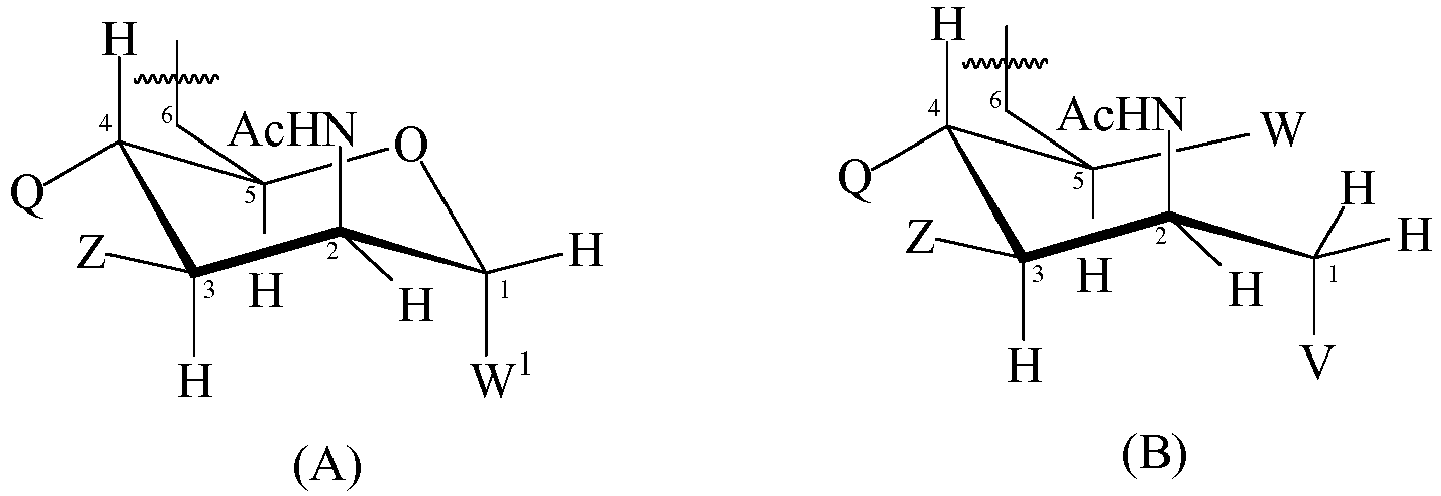 H H
4 6 AcHN O 4 6 AcHN W
Q 5 Q 5 H
Z 2 H Z 2 H
3 H H 1 3 H H 1
H W¹ H V
(A) (B)